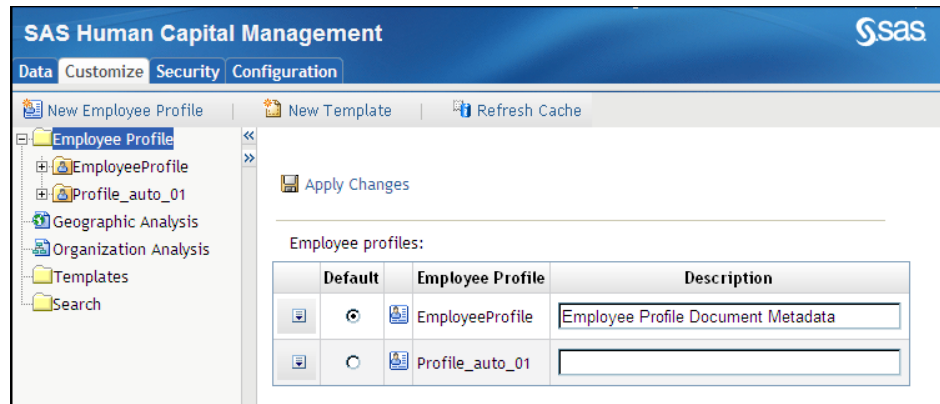 SAS Human Capital Management
sas
Data Customize Security Configuration
New Employee Profile | New Template | Refresh Cache
Employee Profile
EmployeeProfile
Profile_auto_01
Geographic Analysis
Organization Analysis
Templates
Search
Apply Changes
Employee profiles:
Default Employee Profile Description
EmployeeProfile Employee Profile Document Metadata
Profile_auto_01